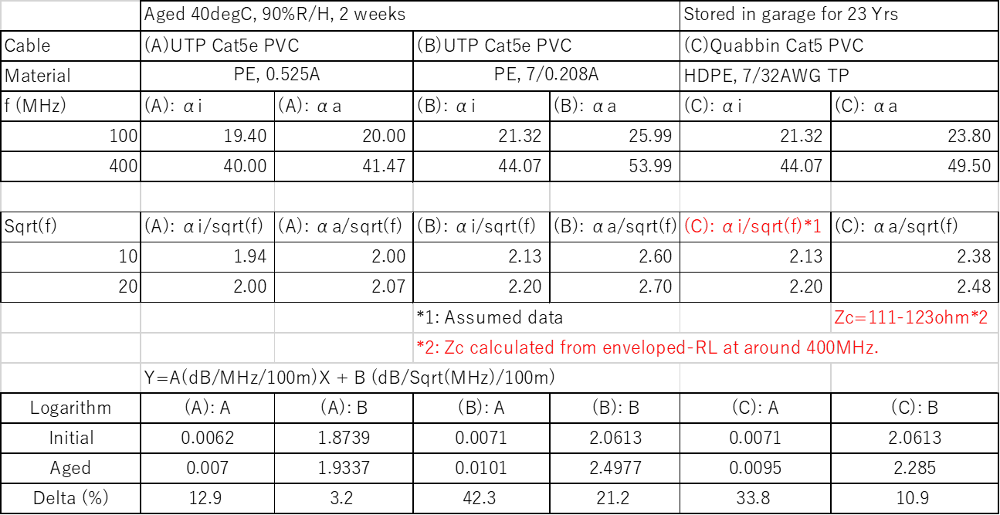 Aged 40degC, 90%R/H, 2 weeks Stored in garage for 23 Yrs
Cable (A)UTP Cat5e PVC (B)UTP Cat5e PVC (C)Quabbin Cat5 PVC
Material PE, 0.525A PE, 7/0.208A HDPE, 7/32AWG TP
f (MHz) (A): αi (A): αa (B): αi (B): αa (C): αi (C): αa
100 19.40 20.00 21.32 25.99 21.32 23.80
400 40.00 41.47 44.07 53.99 44.07 49.50
Sqrt(f) (A): αi/sqrt(f) (A): αa/sqrt(f) (B): αi/sqrt(f) (B): αa/sqrt(f) (C): αi/sqrt(f)*1 (C): αa/sqrt(f)
10 1.94 2.00 2.13 2.60 2.13 2.38
20 2.00 2.07 2.20 2.70 2.20 2.48
*1: Assumed data Zc=111-123ohm*2
*2: Zc calculated from enveloped-RL at around 400MHz.
Y=A(dB/MHz/100m)X + B (dB/Sqrt(MHz)/100m)
Logarithm (A): A (A): B (B): A (B): B (C): A (C): B
Initial 0.0062 1.8739 0.0071 2.0613 0.0071 2.0613
Aged 0.007 1.9337 0.0101 2.4977 0.0095 2.285
Delta (%) 12.9 3.2 42.3 21.2 33.8 10.9